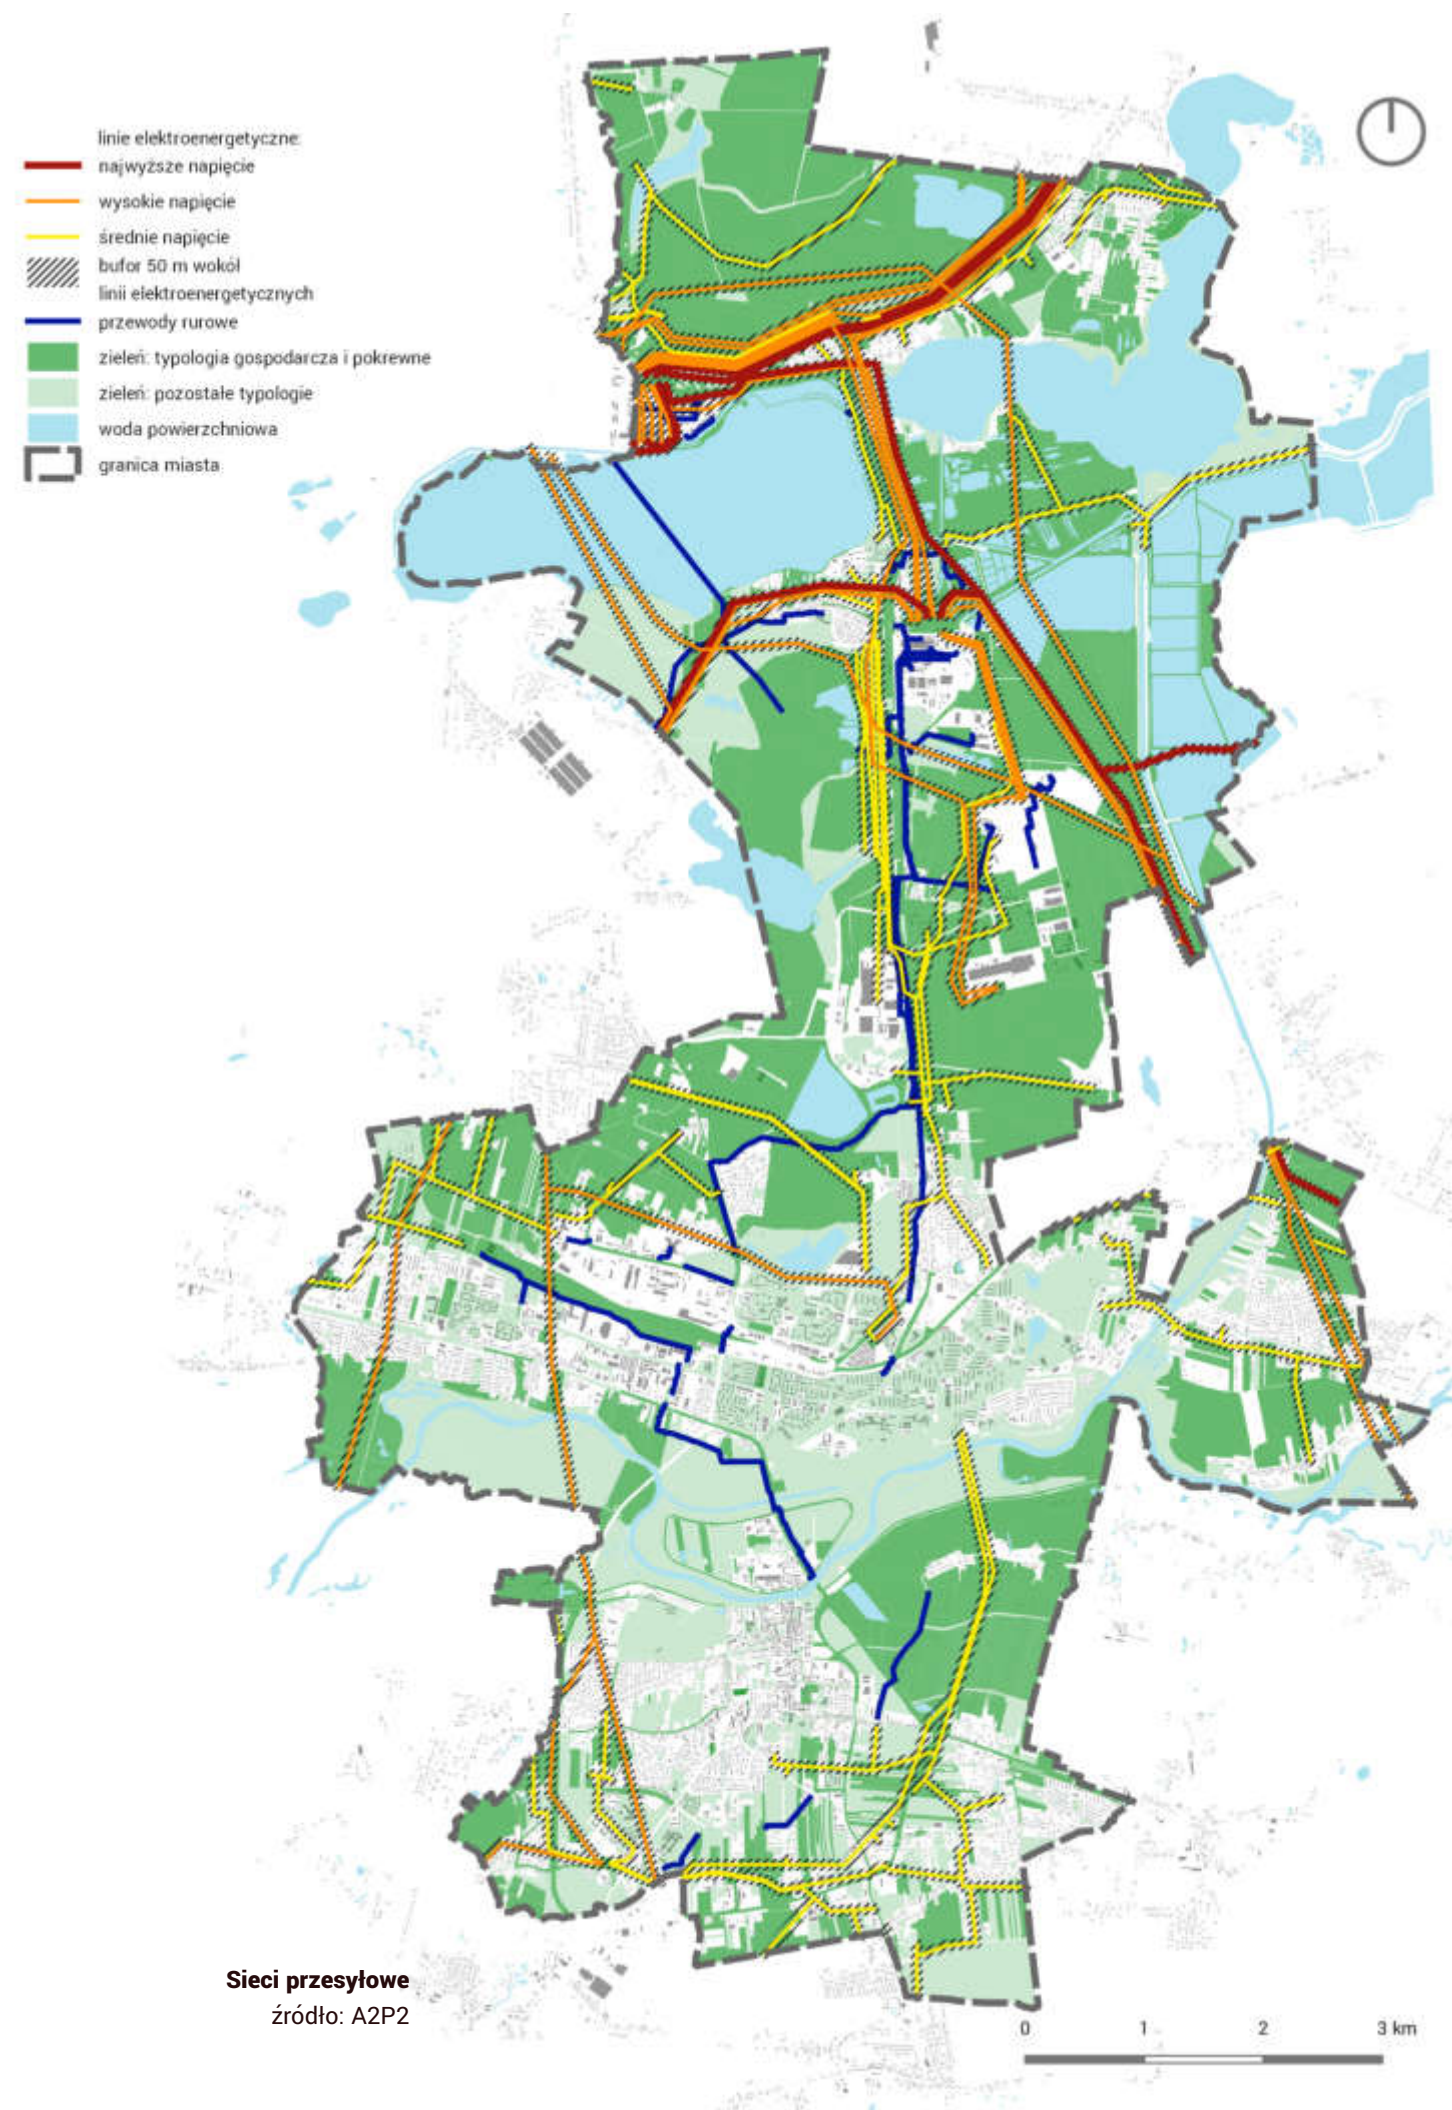 linie elektroenergetyczne:
najwyższe napięcie
wysokie napięcie
średnie napięcie
bufor 50 m wokół
linii elektroenergetycznych
przewody rurowe
zieleń: typologia gospodarcza i pokrewne
zieleń: pozostałe typologie
woda powierzchniowa
granica miasta
Sieci przesyłowe
źródło: A2P2
0 1 2 3 km